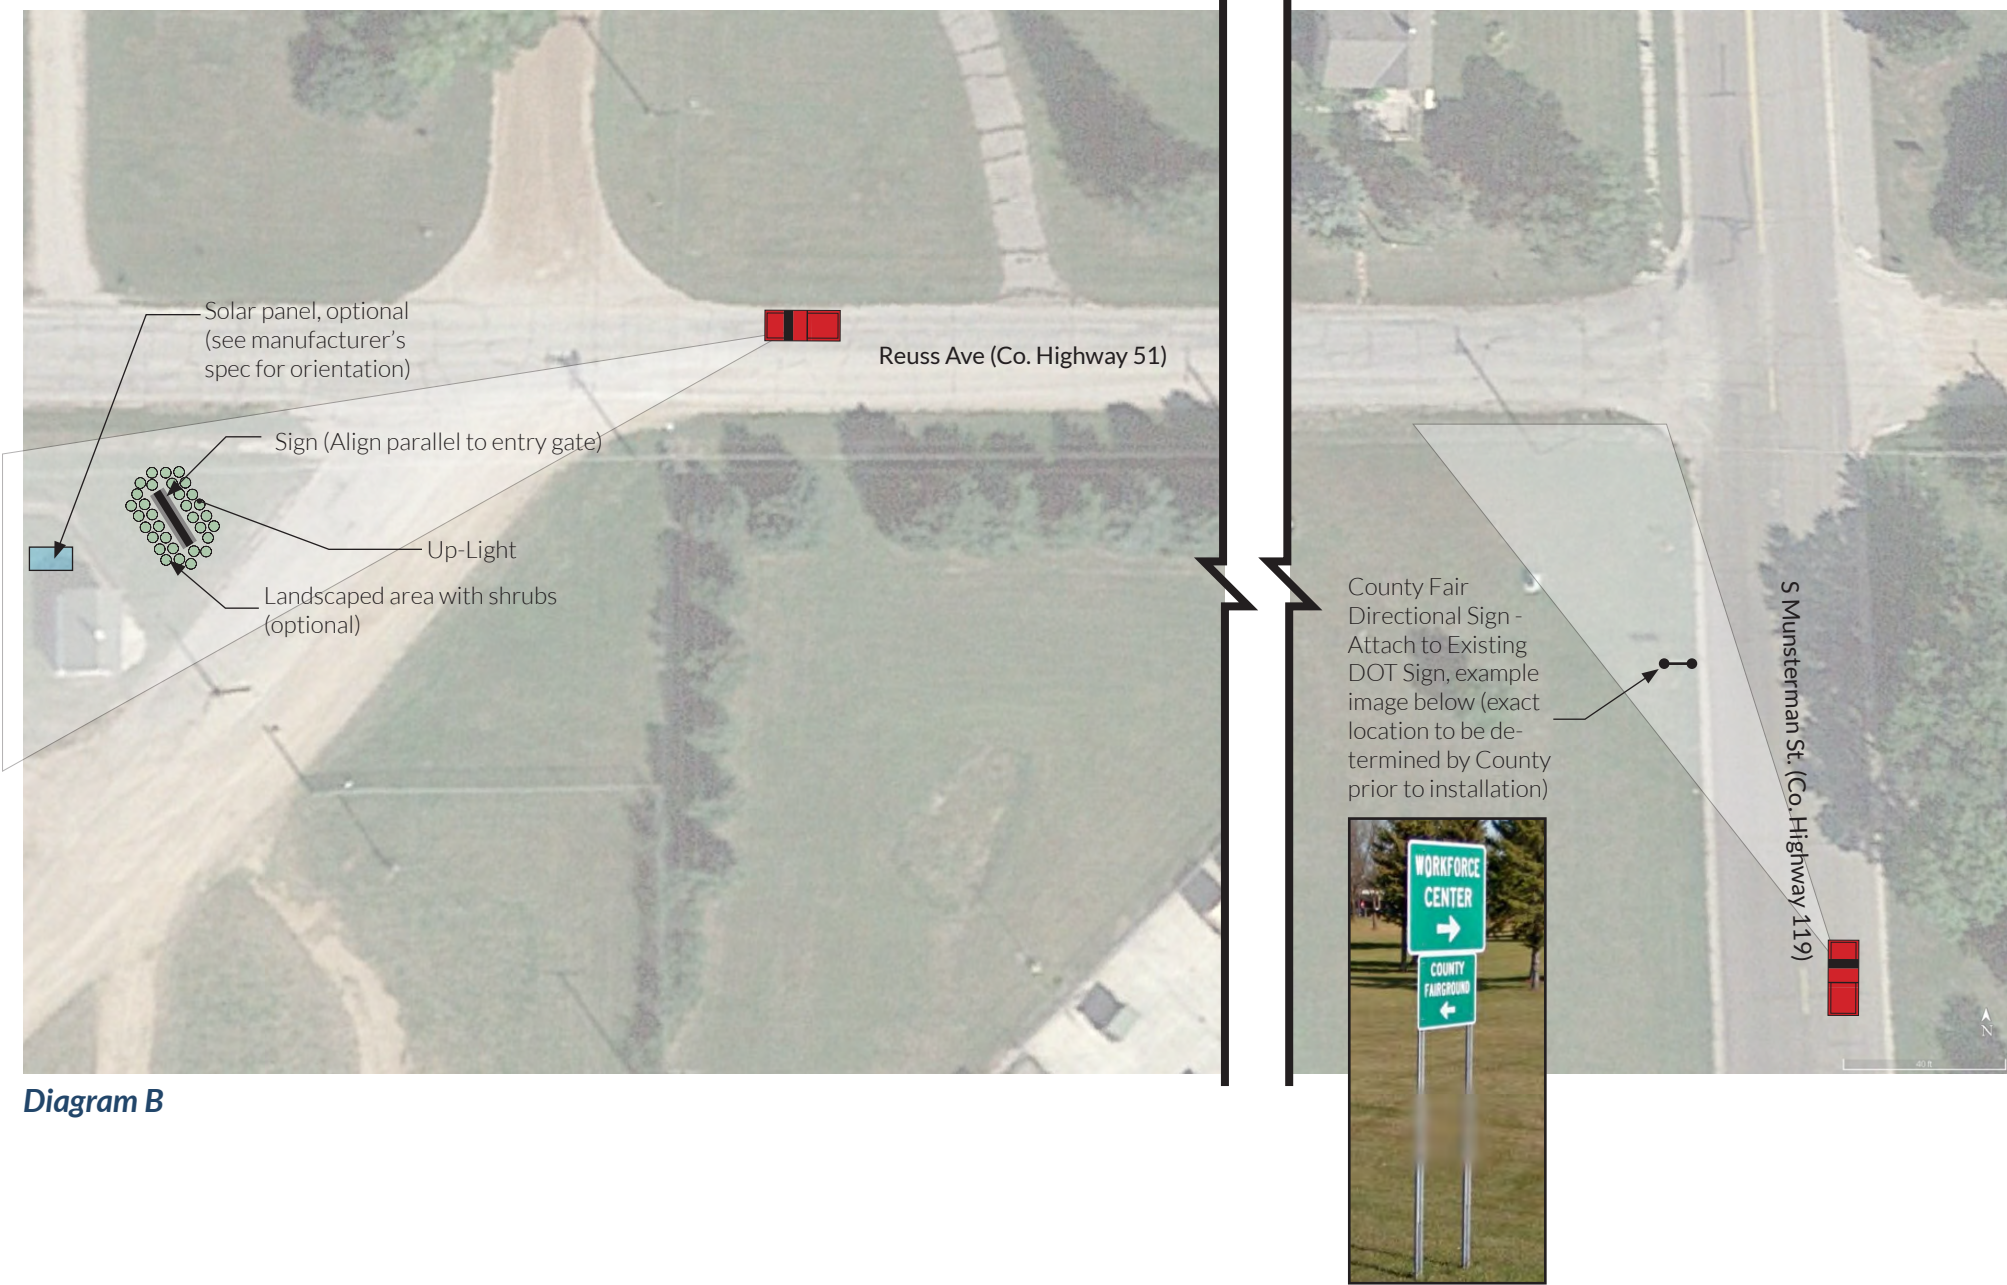 Solar panel, optional
(see manufacturer's
spec for orientation)
Reuss Ave (Co. Highway 51)
Sign (Align parallel to entry gate)
Up-Light
Landscaped area with shrubs
(optional)
County Fair
Directional Sign -
Attach to Existing
DOT Sign, example
image below (exact
location to be de-
termined by County
prior to installation)
S Munsterman St. (Co. Highway 119)
WORKFORCE
CENTER
COUNTY
FAIRGROUND
N
40 ft
Diagram B